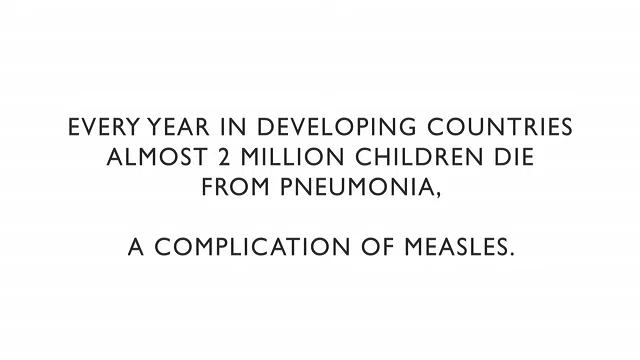 EVERY YEAR IN DEVELOPING COUNTRIES
ALMOST 2 MILLION CHILDREN DIE
FROM PNEUMONIA,
A COMPLICATION OF MEASLES.